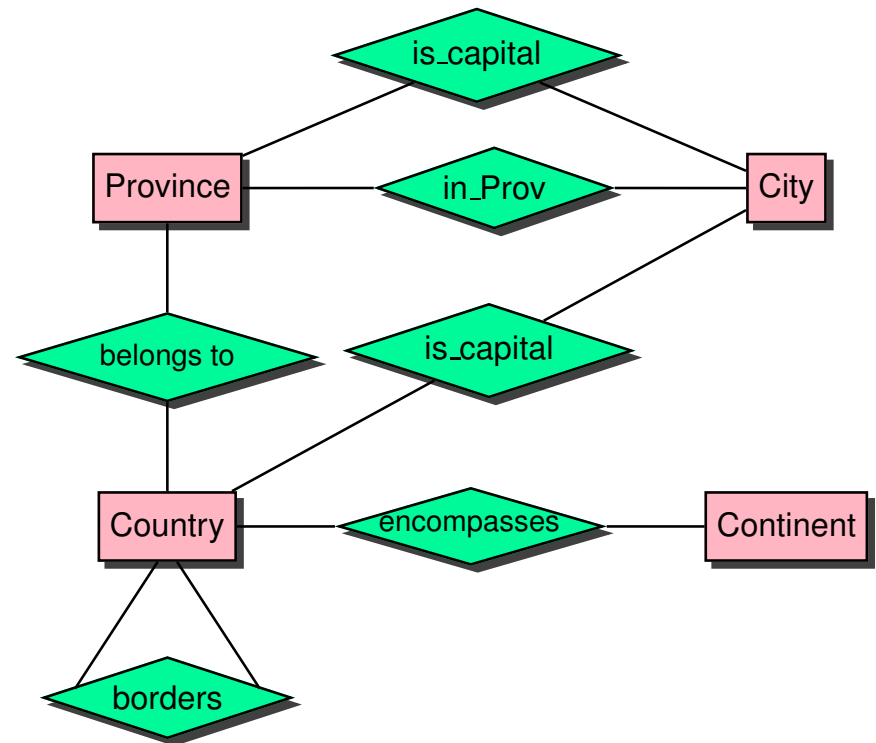 is_capital
Province
in_Prov
City
belongs to
is_capital
Country
encompasses
Continent
borders